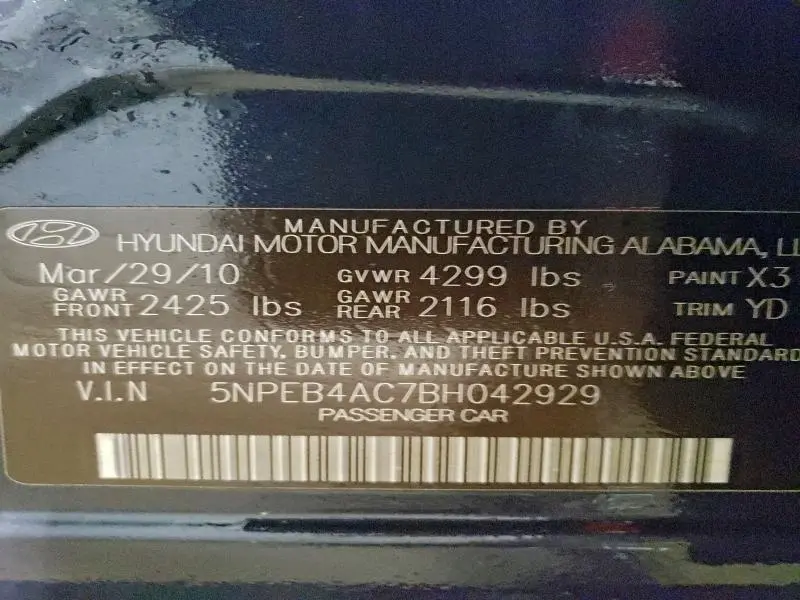 MANUFACTURED BY
HYUNDAI MOTOR MANUFACTURING ALABAMA, LL
Mar/29/10 GVWR 4299 lbs PAINT X3
GAWR FRONT 2425 lbs GAWR REAR 2116 lbs TRIM YD
THIS VEHICLE CONFORMS TO ALL APPLICABLE U.S.A. FEDERAL
MOTOR VEHICLE SAFETY, BUMPER, AND THEFT PREVENTION STANDARD
IN EFFECT ON THE DATE OF MANUFACTURE SHOWN ABOVE
V.I.N 5NPEB4AC7BH042929
PASSENGER CAR